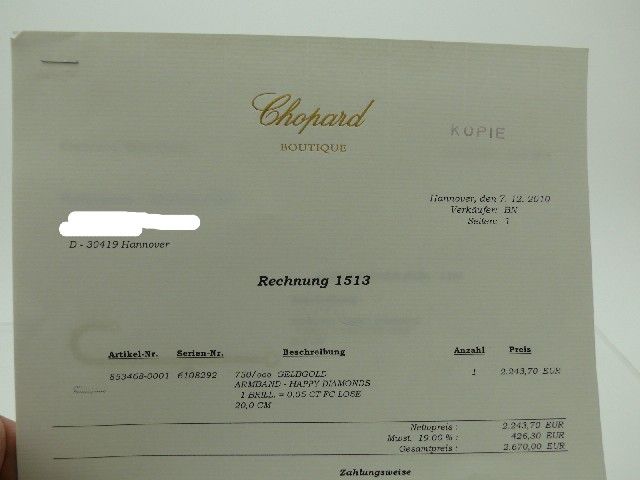 Chopard
BOUTIQUE
KOPIE
Hannover, den 7. 12. 2010
Verkäufer: BN
Seiten: 1
D - 30419 Hannover
Rechnung 1513
Artikel-Nr. Serien-Nr. Beschreibung Anzahl Preis
853468-0001 6108292 750/ooo GELBGOLD 1 2.243,70 EUR
ARMBAND - HAPPY DIAMONDS
1 BRILL. = 0,05 CT FC LOSE
20,0 CM
Nettopreis : 2.243,70 EUR
Mwst. 19.00 % : 426,30 EUR
Gesamtpreis : 2.670,00 EUR
Zahlungsweise